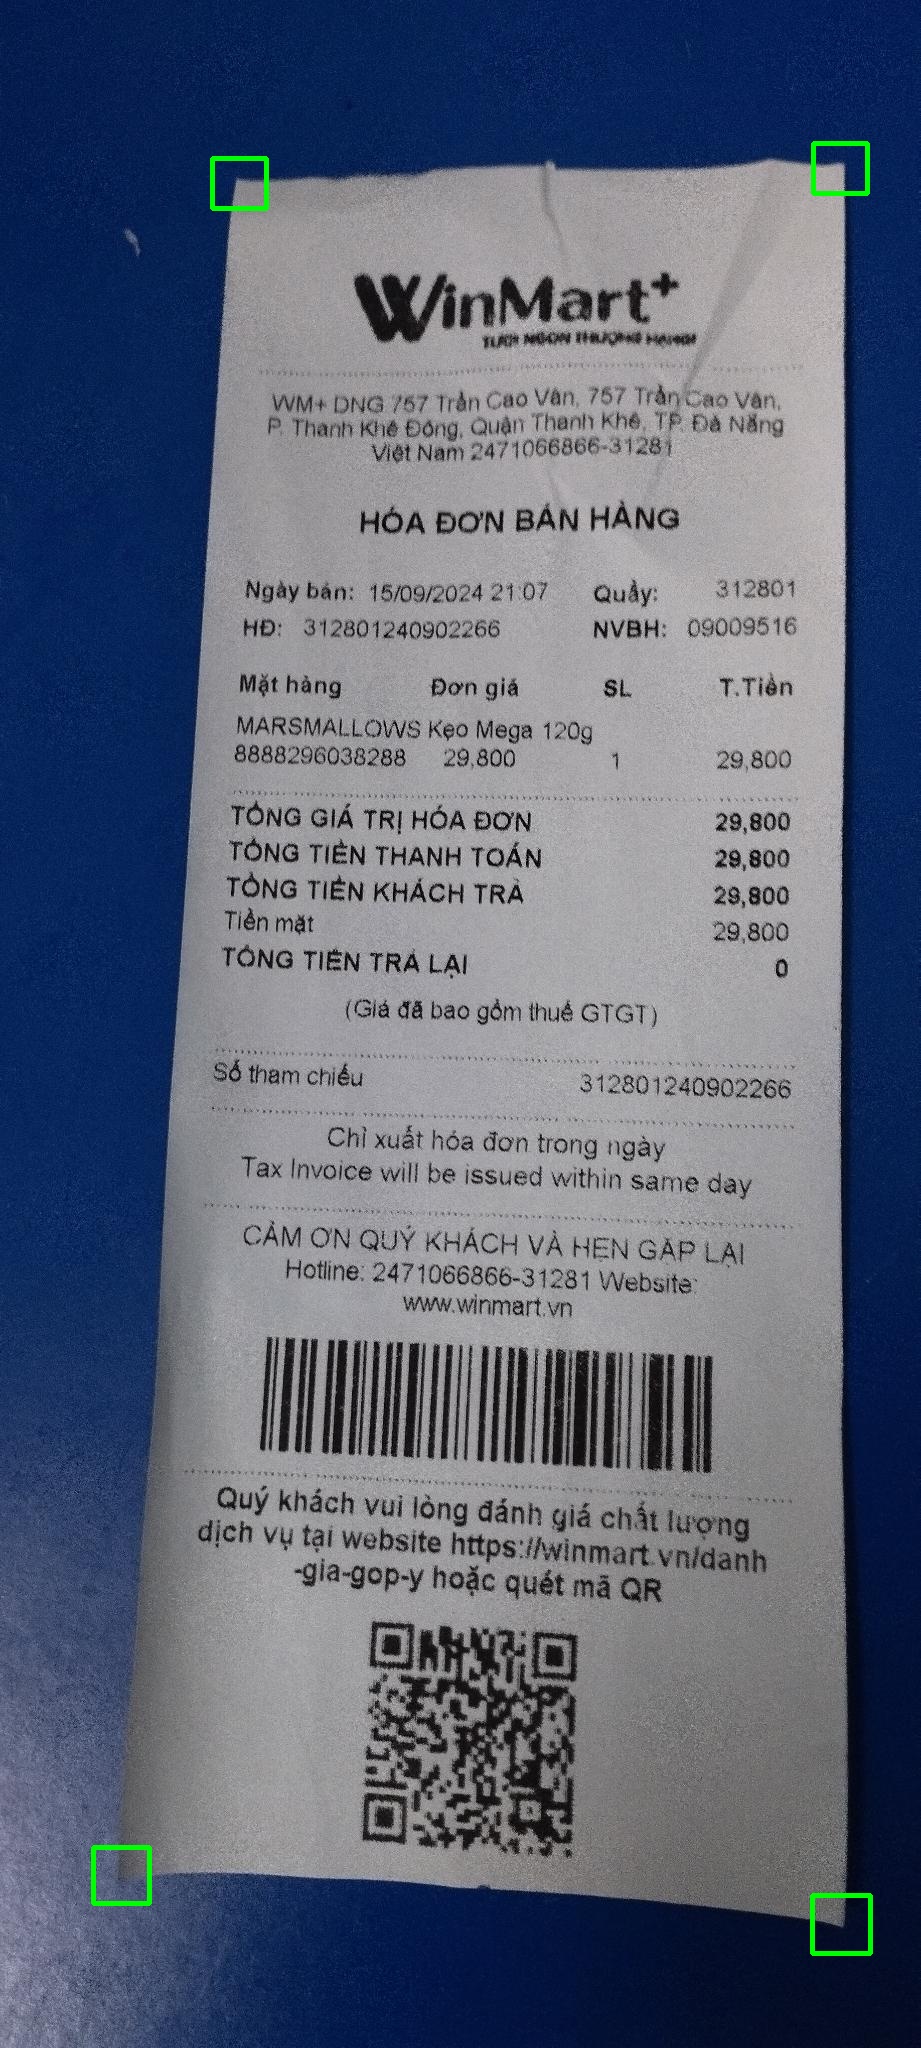 WinMart+
TƯƠI NGON THƯỢNG HẠNG
WM+ DNG 757 Trần Cao Vân, 757 Trần Cao Vân,
P. Thanh Khê Đông, Quận Thanh Khê, TP. Đà Nẵng
Việt Nam 2471066866-31281
HÓA ĐƠN BÁN HÀNG
Ngày bán: 15/09/2024 21:07 Quầy: 312801
HĐ: 312801240902266 NVBH: 09009516
Mặt hàng Đơn giá SL T.Tiền
MARSMALLOWS Kẹo Mega 120g
8888296038288 29,800 1 29,800
TỔNG GIÁ TRỊ HÓA ĐƠN 29,800
TỔNG TIỀN THANH TOÁN 29,800
TỔNG TIỀN KHÁCH TRẢ 29,800
Tiền mặt 29,800
TỔNG TIỀN TRẢ LẠI 0
(Giá đã bao gồm thuế GTGT)
Số tham chiếu 312801240902266
Chỉ xuất hóa đơn trong ngày
Tax Invoice will be issued within same day
CẢM ƠN QUÝ KHÁCH VÀ HẸN GẶP LẠI
Hotline: 2471066866-31281 Website:
www.winmart.vn
Quý khách vui lòng đánh giá chất lượng
dịch vụ tại website https://winmart.vn/danh
-gia-gop-y hoặc quét mã QR